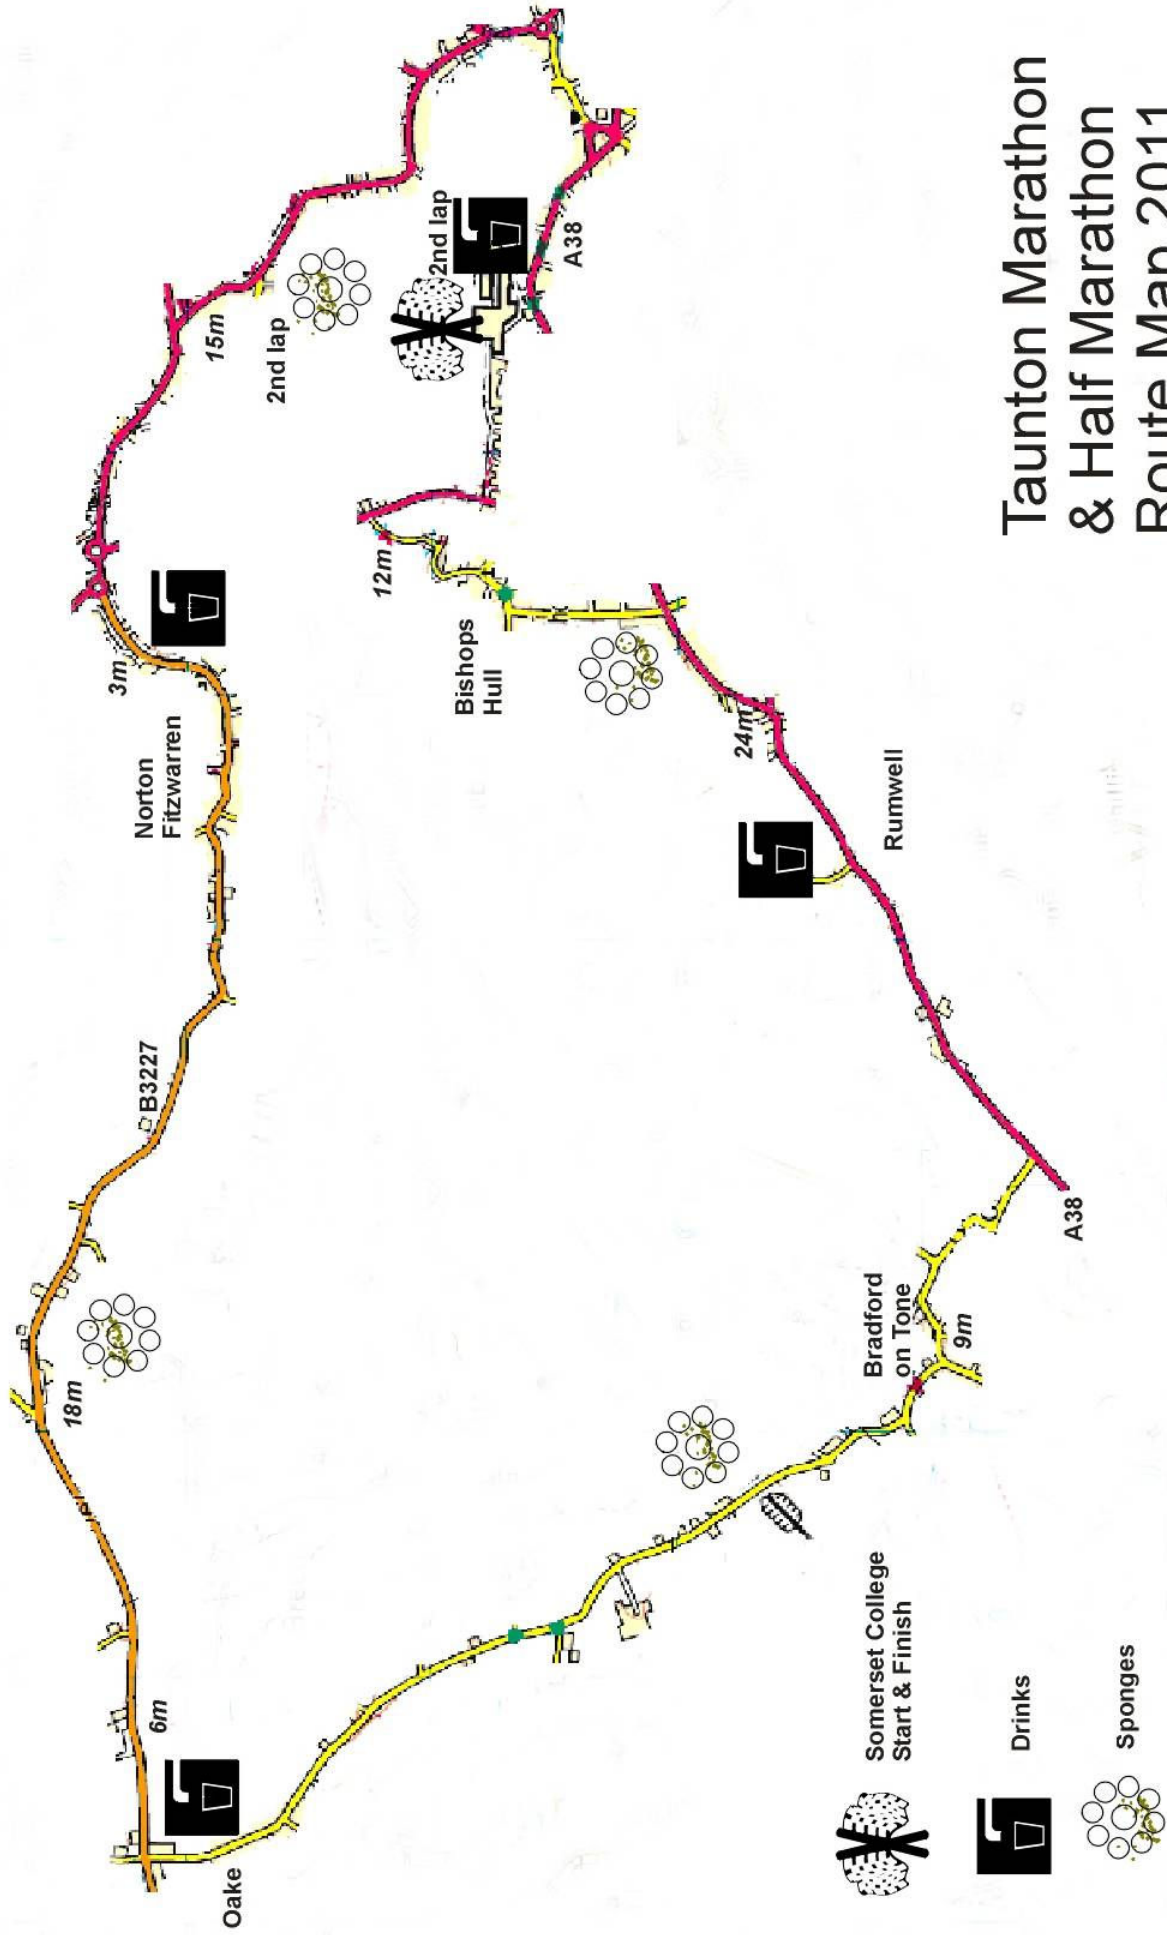 Taunton Marathon
& Half Marathon
Route Map 2011
15m
2nd lap
2nd lap
A38
3m
Norton
Fitzwarren
12m
Bishops
Hull
24m
Rumwell
B3227
18m
6m
Oake
Bradford
on Tone
9m
A38
Somerset College
Start & Finish
Drinks
Sponges